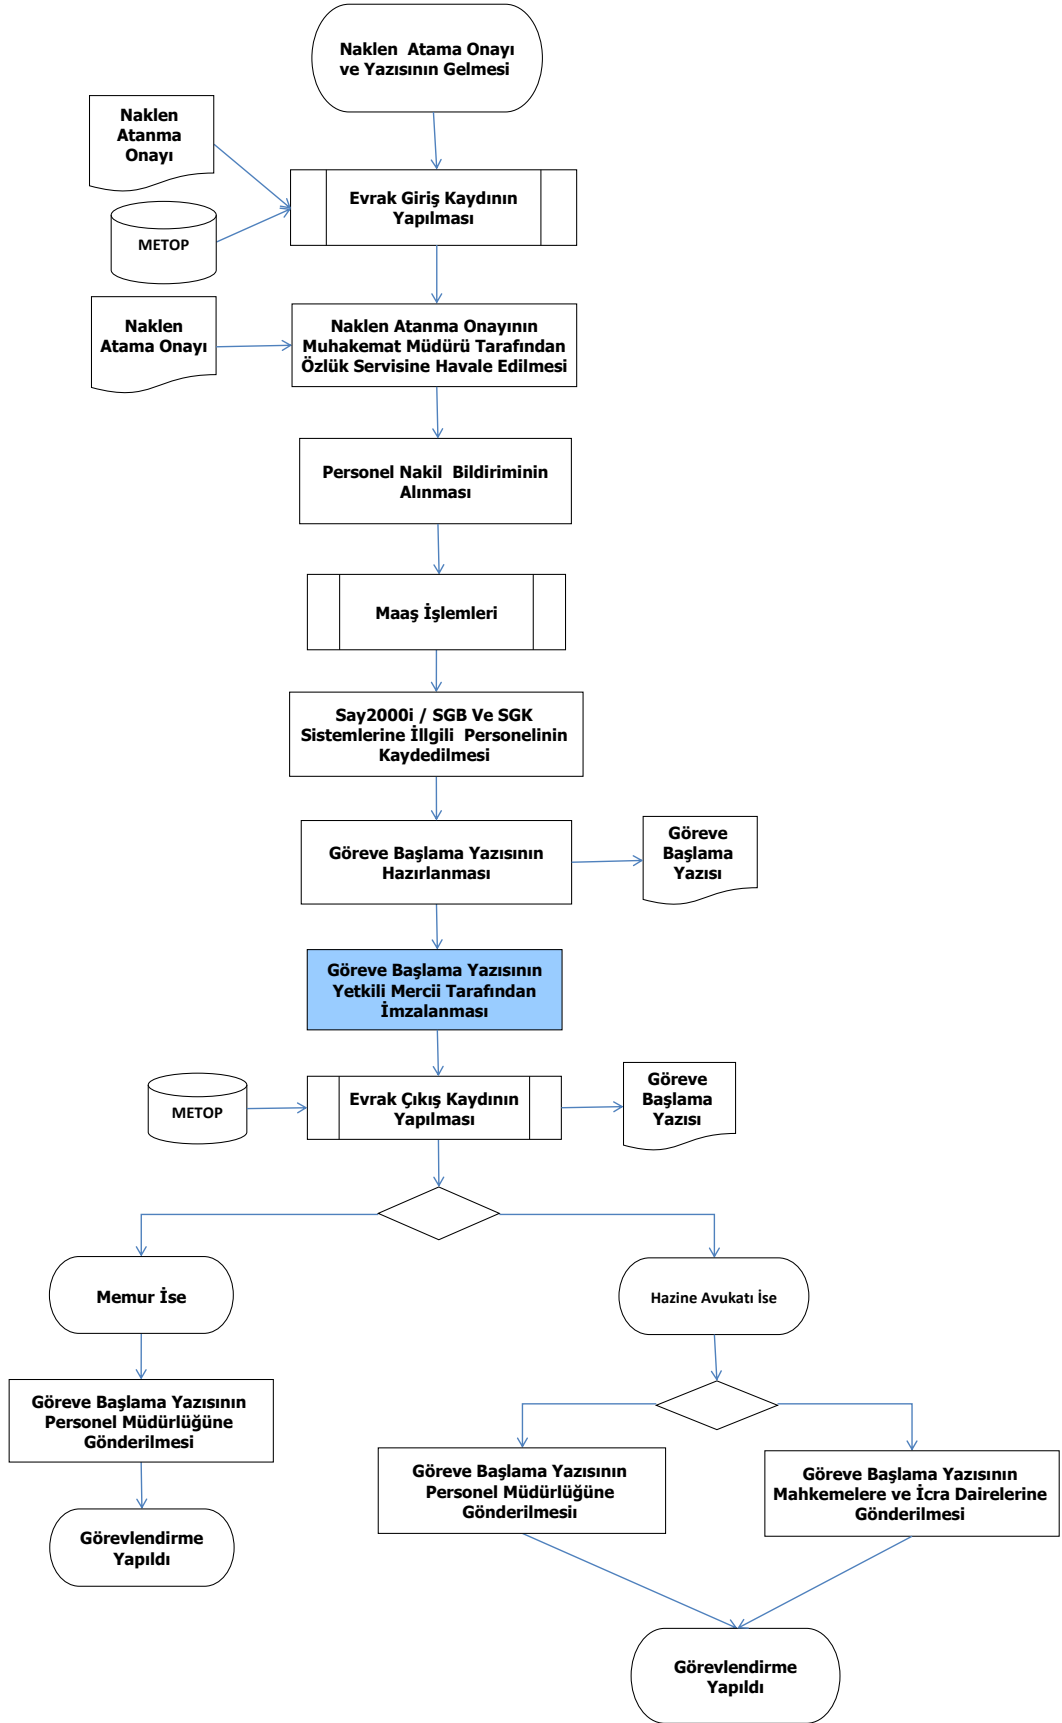 Naklen Atama Onayı
ve Yazısının Gelmesi
Naklen
Atanma
Onayı
Evrak Giriş Kaydının
Yapılması
METOP
Naklen
Atama Onayı
Naklen Atanma Onayının
Muhakemat Müdürü Tarafından
Özlük Servisine Havale Edilmesi
Personel Nakil Bildiriminin
Alınması
Maaş İşlemleri
Say2000i / SGB Ve SGK
Sistemlerine İllgili Personelinin
Kaydedilmesi
Göreve Başlama Yazısının
Hazırlanması
Göreve
Başlama
Yazısı
Göreve Başlama Yazısının
Yetkili Mercii Tarafından
İmzalanması
METOP
Evrak Çıkış Kaydının
Yapılması
Göreve
Başlama
Yazısı
Memur İse
Hazine Avukatı İse
Göreve Başlama Yazısının
Personel Müdürlüğüne
Gönderilmesi
Göreve Başlama Yazısının
Personel Müdürlüğüne
Gönderilmesiı
Göreve Başlama Yazısının
Mahkemelere ve İcra Dairelerine
Gönderilmesi
Görevlendirme
Yapıldı
Görevlendirme
Yapıldı